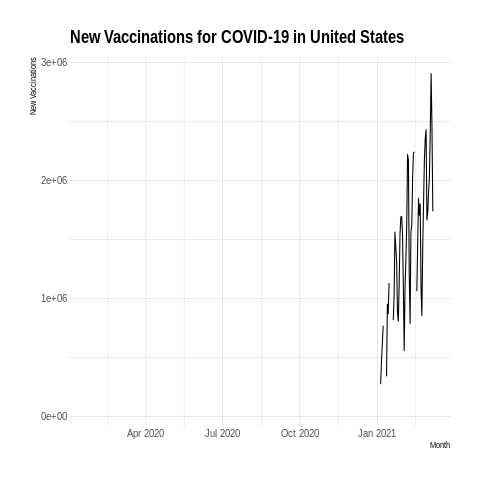 New Vaccinations for COVID-19 in United States
New Vaccinations
3e+06
2e+06
1e+06
0e+00
Apr 2020
Jul 2020
Oct 2020
Jan 2021
Month